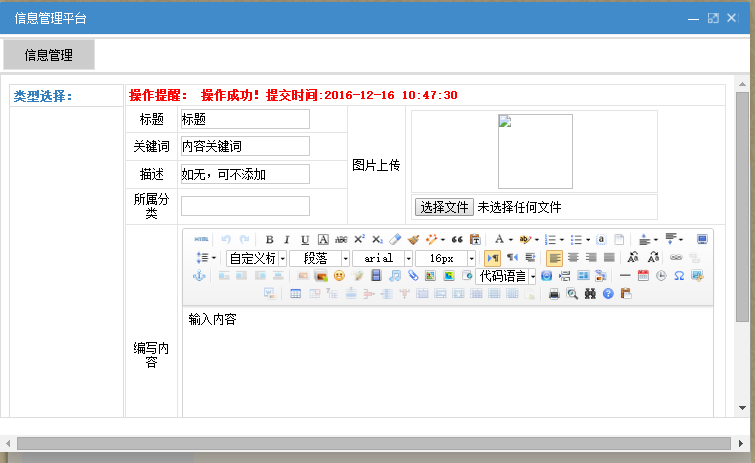 信息管理平台
信息管理
类型选择:
操作提醒： 操作成功！提交时间:2016-12-16 10:47:30
标题
标题
关键词
内容关键词
描述
如无，可不添加
所属分类
图片上传
选择文件 未选择任何文件
HTML
自定义标
段落
arial
16px
代码语言
编写内容
输入内容